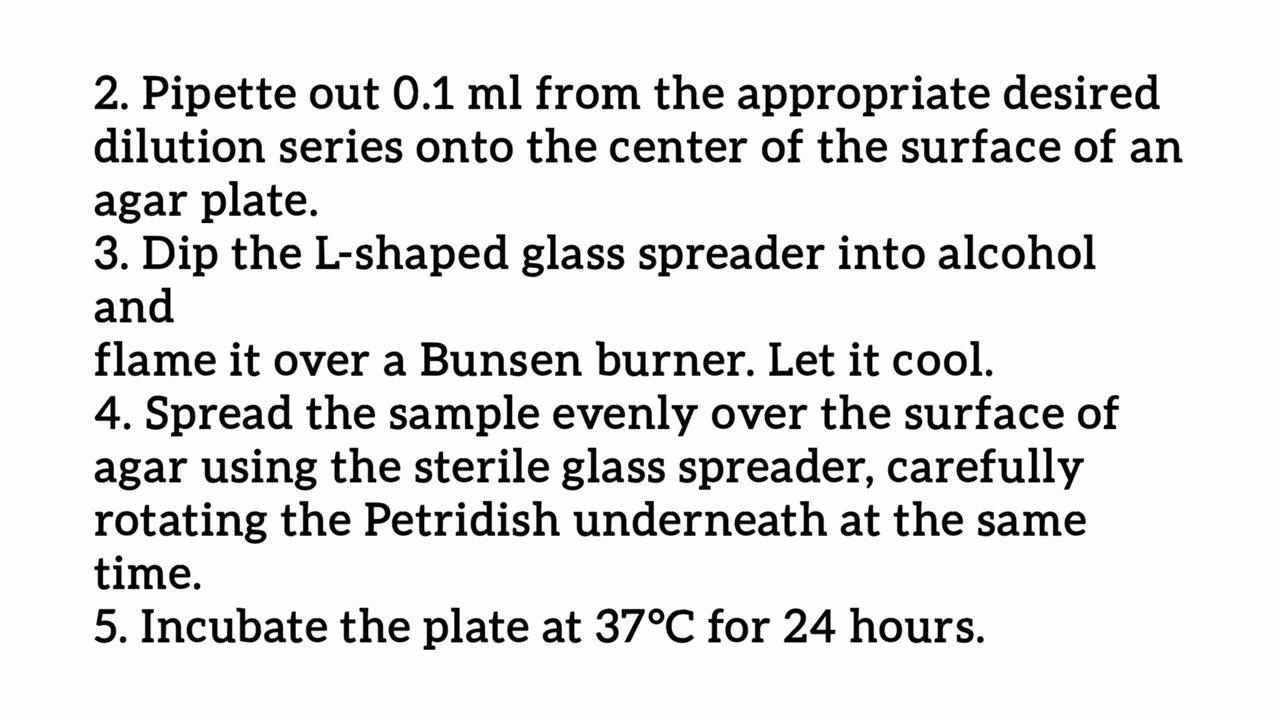 2. Pipette out 0.1 ml from the appropriate desired
dilution series onto the center of the surface of an
agar plate.
3. Dip the L-shaped glass spreader into alcohol
and
flame it over a Bunsen burner. Let it cool.
4. Spread the sample evenly over the surface of
agar using the sterile glass spreader, carefully
rotating the Petridish underneath at the same
time.
5. Incubate the plate at 37°C for 24 hours.